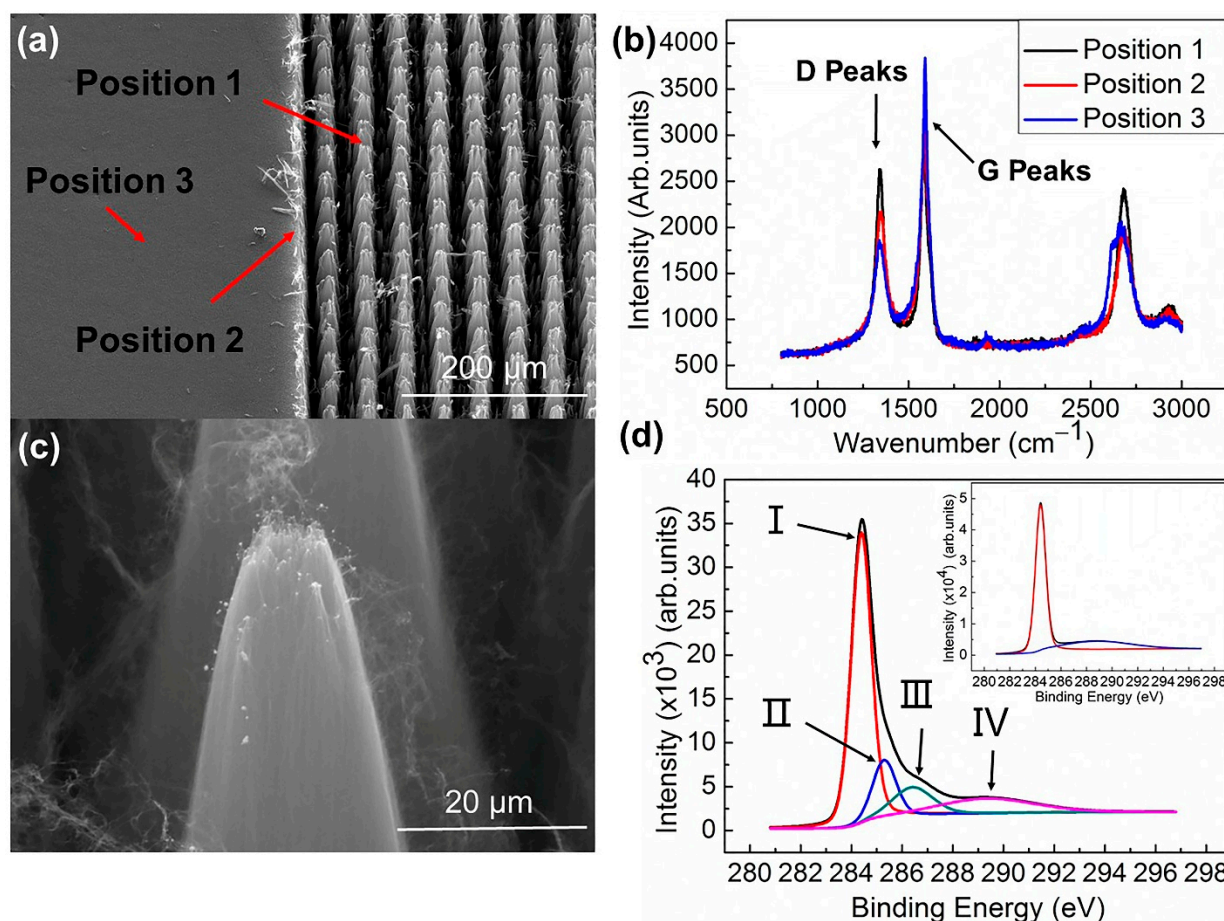 (a)
Position 1
Position 3
Position 2
200 μm
(b)
4000
3500
3000
2500
2000
1500
1000
500
Intensity (Arb.units)
D Peaks
G Peaks
Position 1
Position 2
Position 3
500 1000 1500 2000 2500 3000
Wavenumber (cm⁻¹)
(c)
20 μm
(d)
40
35
30
25
20
15
10
5
0
Intensity (x10³) (arb.units)
I
II
III
IV
280 282 284 286 288 290 292 294 296 298
Binding Energy (eV)
5
4
3
2
1
0
Intensity (x10⁴) (arb.units)
280 282 284 286 288 290 292 294 296 298
Binding Energy (eV)